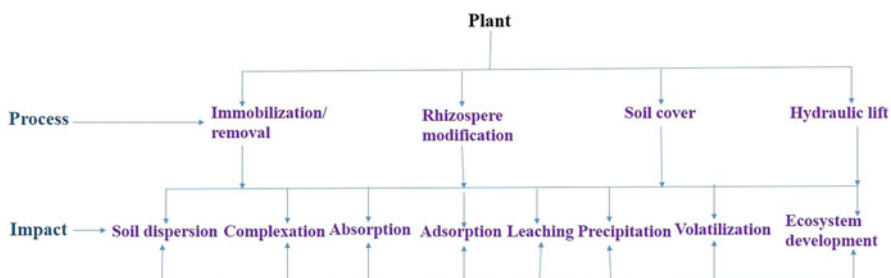 Plant
Process
Immobilization/
removal
Rhizospere
modification
Soil cover
Hydraulic lift
Impact
Soil dispersion
Complexation
Absorption
Adsorption
Leaching
Precipitation
Volatilization
Ecosystem
development